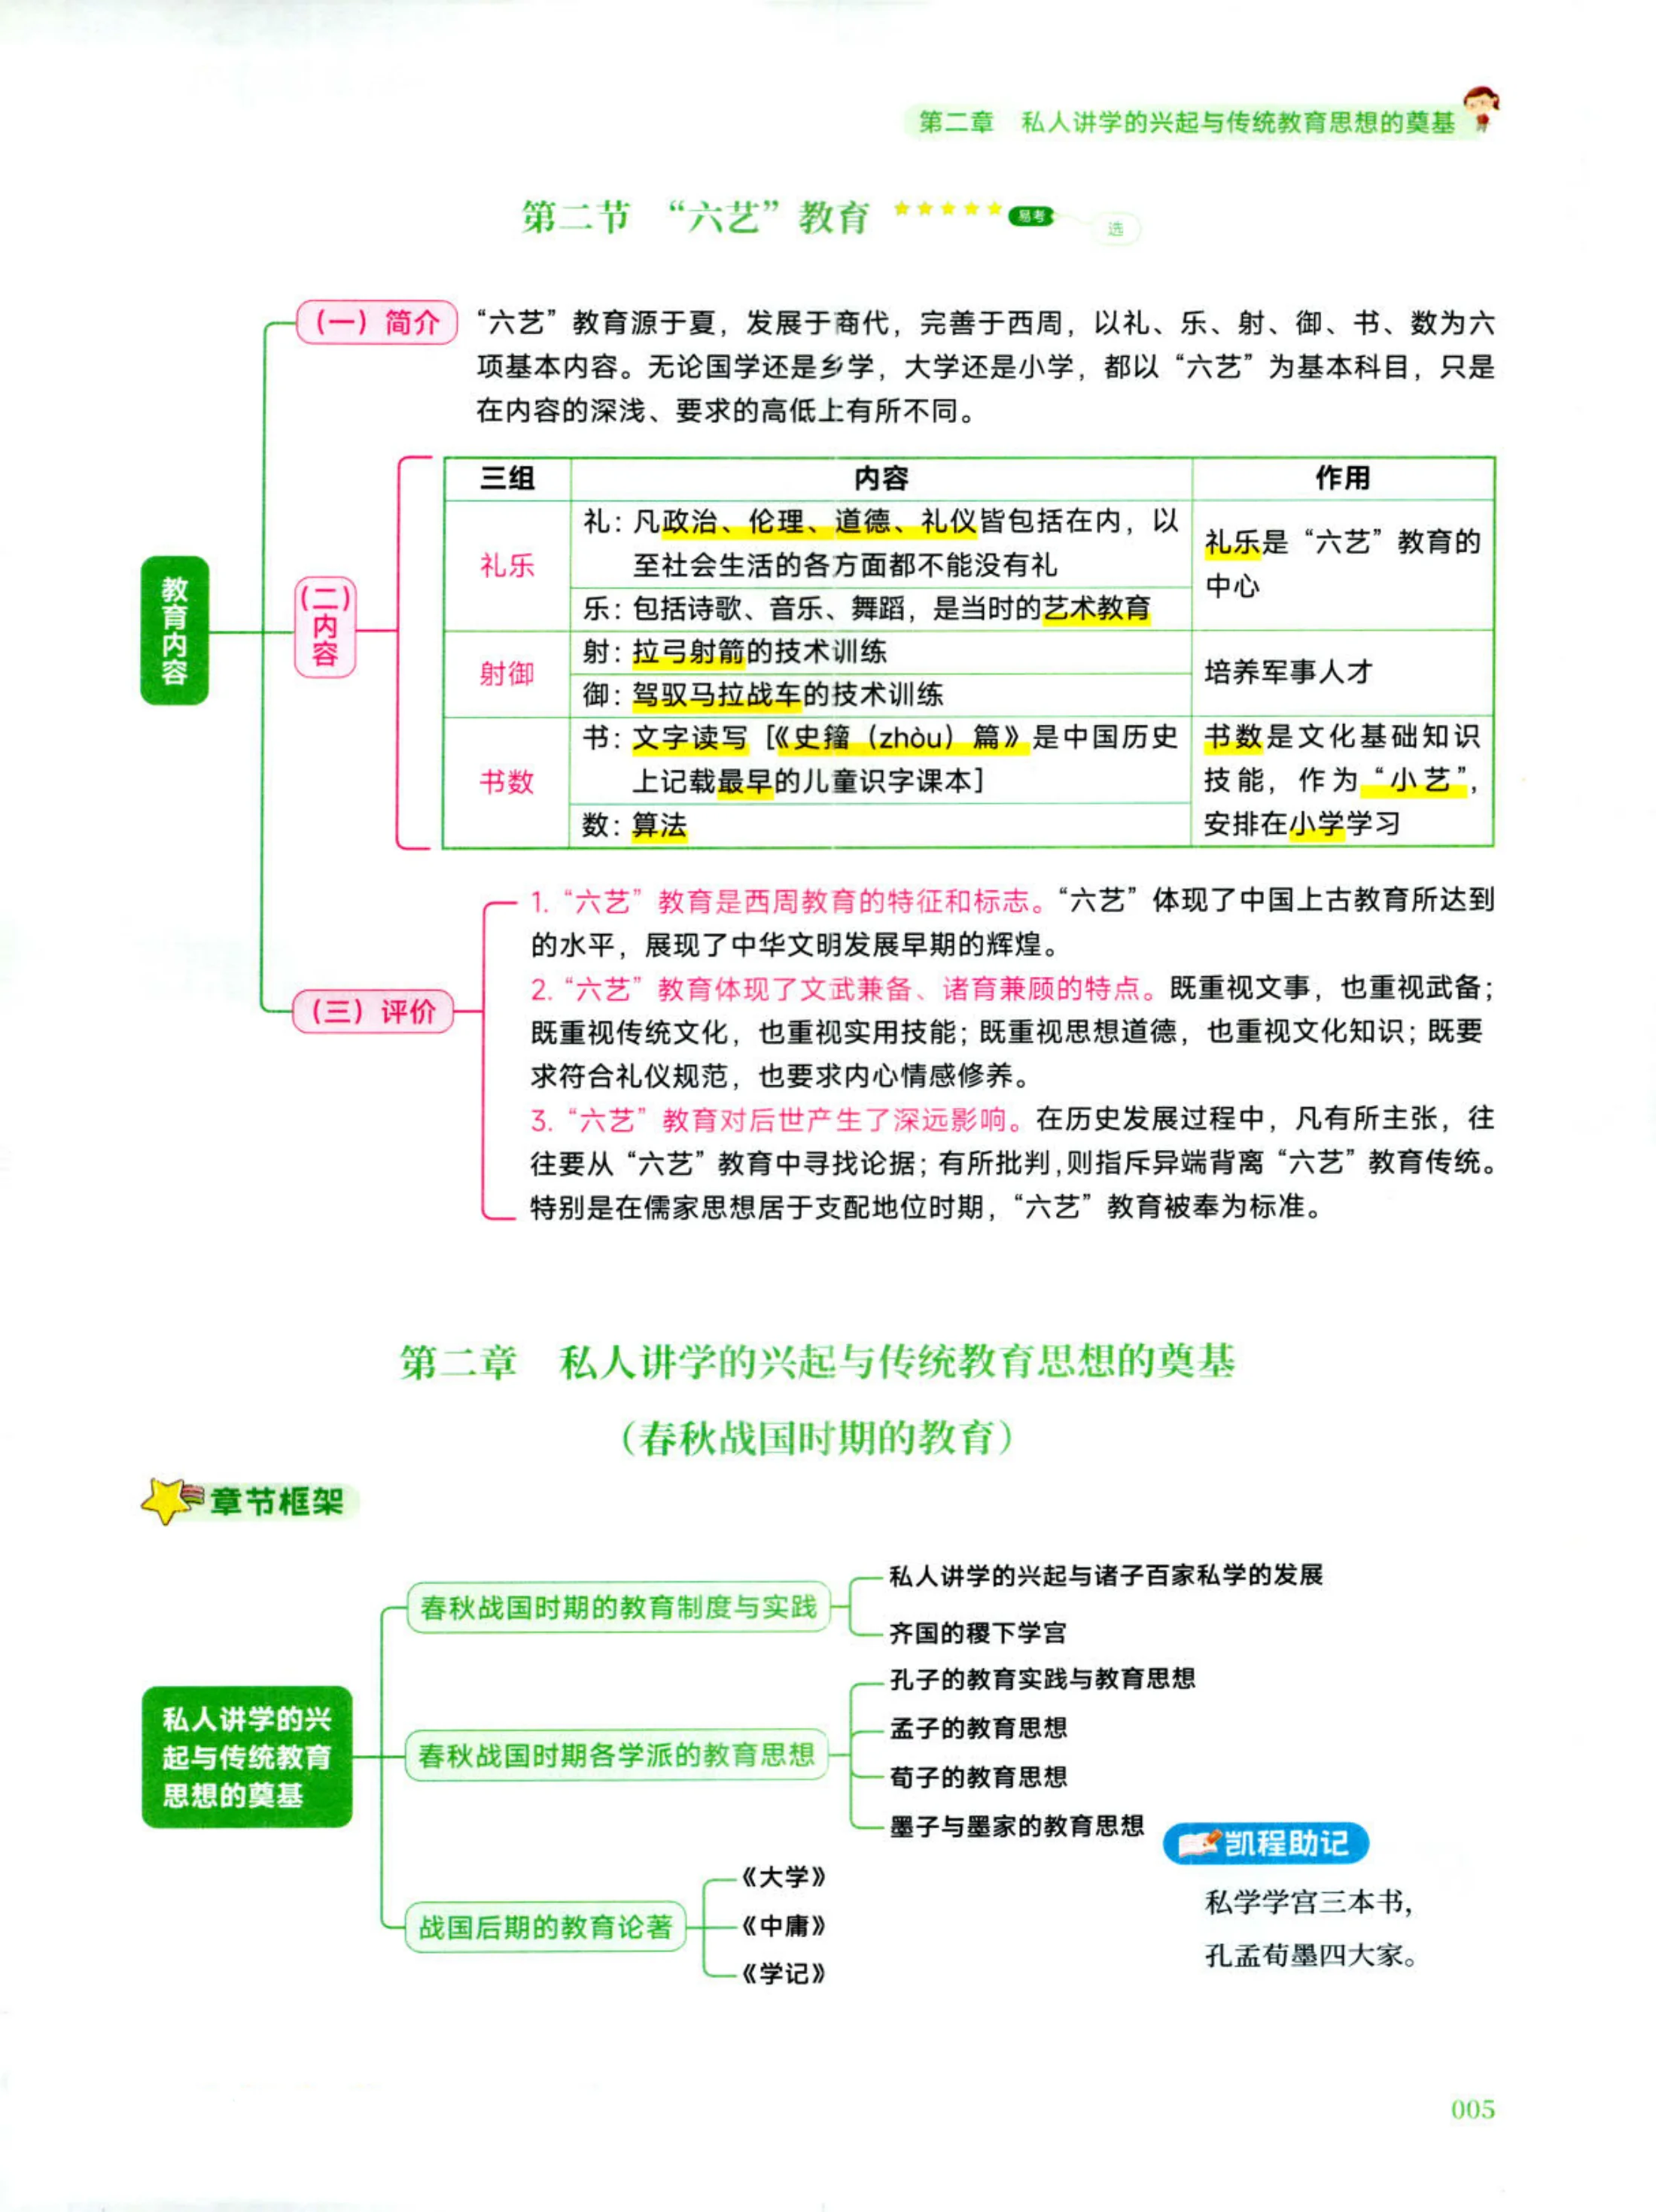 第二章 私人讲学的兴起与传统教育思想的奠基
第二节 “六艺”教育
易考
选
教育内容
（一）简介
“六艺”教育源于夏，发展于商代，完善于西周，以礼、乐、射、御、书、数为六
项基本内容。无论国学还是乡学，大学还是小学，都以“六艺”为基本科目，只是
在内容的深浅、要求的高低上有所不同。
（二）内容
三组 内容 作用
礼乐
礼：凡政治、伦理、道德、礼仪皆包括在内，以
至社会生活的各方面都不能没有礼
乐：包括诗歌、音乐、舞蹈，是当时的艺术教育
礼乐是“六艺”教育的
中心
射御
射：拉弓射箭的技术训练
御：驾驭马拉战车的技术训练
培养军事人才
书数
书：文字读写［《史籀（zhòu）篇》是中国历史
上记载最早的儿童识字课本］
数：算法
书数是文化基础知识
技能，作为“小艺”，
安排在小学学习
（三）评价
1.“六艺”教育是西周教育的特征和标志。“六艺”体现了中国上古教育所达到
的水平，展现了中华文明发展早期的辉煌。
2.“六艺”教育体现了文武兼备、诸育兼顾的特点。既重视文事，也重视武备；
既重视传统文化，也重视实用技能；既重视思想道德，也重视文化知识；既要
求符合礼仪规范，也要求内心情感修养。
3.“六艺”教育对后世产生了深远影响。在历史发展过程中，凡有所主张，往
往要从“六艺”教育中寻找论据；有所批判，则指斥异端背离“六艺”教育传统。
特别是在儒家思想居于支配地位时期，“六艺”教育被奉为标准。
第二章 私人讲学的兴起与传统教育思想的奠基
（春秋战国时期的教育）
章节框架
私人讲学的兴
起与传统教育
思想的奠基
春秋战国时期的教育制度与实践
私人讲学的兴起与诸子百家私学的发展
齐国的稷下学宫
春秋战国时期各学派的教育思想
孔子的教育实践与教育思想
孟子的教育思想
荀子的教育思想
墨子与墨家的教育思想
战国后期的教育论著
《大学》
《中庸》
《学记》
凯程助记
私学学宫三本书，
孔孟荀墨四大家。
005